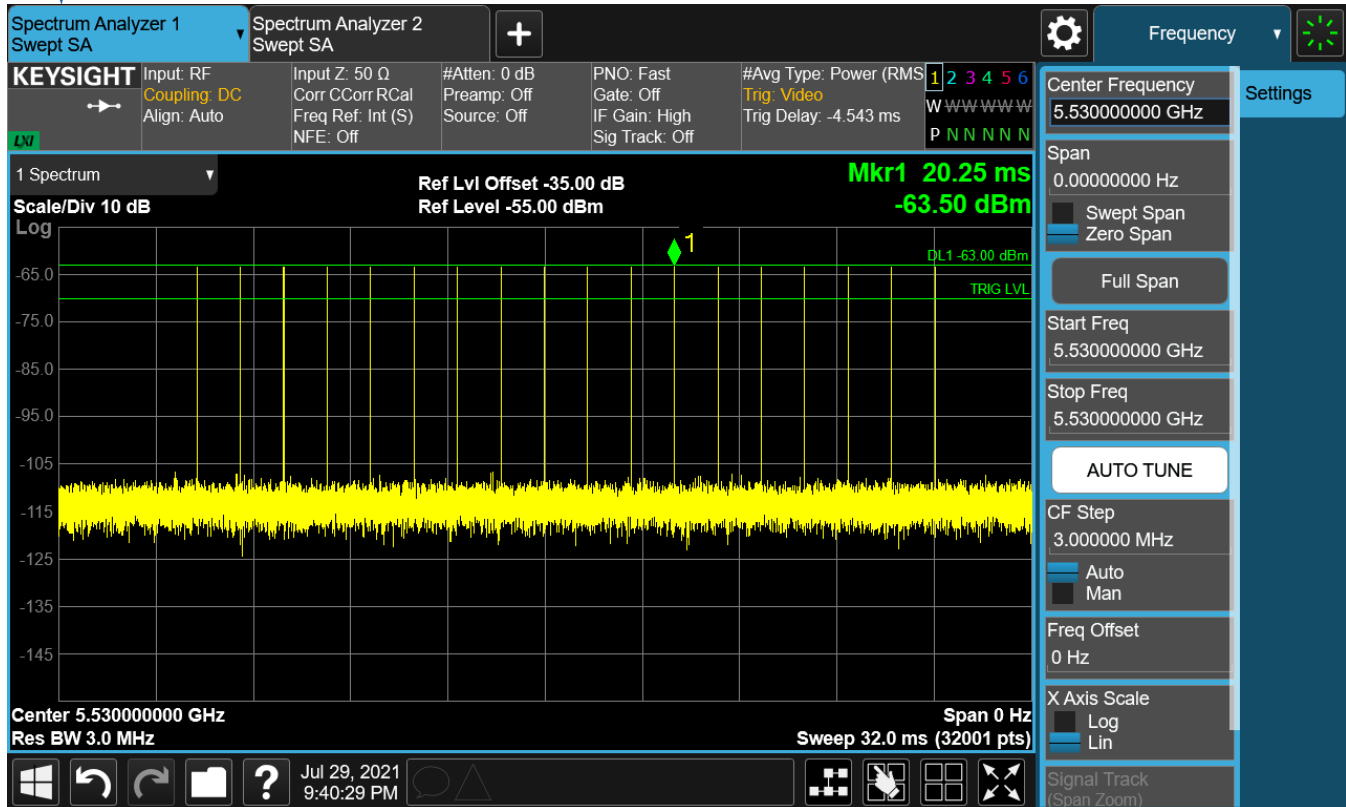 Spectrum Analyzer 1
Swept SA
Spectrum Analyzer 2
Swept SA
Frequency
KEYSIGHT
LXI
Input: RF
Coupling: DC
Align: Auto
Input Z: 50 Ω
Corr CCorr RCal
Freq Ref: Int (S)
NFE: Off
#Atten: 0 dB
Preamp: Off
Source: Off
PNO: Fast
Gate: Off
IF Gain: High
Sig Track: Off
#Avg Type: Power (RMS
Trig: Video
Trig Delay: -4.543 ms
1 2 3 4 5 6
W W W W W W
P N N N N N
1 Spectrum
Scale/Div 10 dB
Log
Ref Lvl Offset -35.00 dB
Ref Level -55.00 dBm
Mkr1 20.25 ms
-63.50 dBm
1
DL1 -63.00 dBm
TRIG LVL
-65.0
-75.0
-85.0
-95.0
-105
-115
-125
-135
-145
Center 5.530000000 GHz
Res BW 3.0 MHz
Span 0 Hz
Sweep 32.0 ms (32001 pts)
Jul 29, 2021
9:40:29 PM
Center Frequency
5.530000000 GHz
Span
0.00000000 Hz
Swept Span
Zero Span
Full Span
Start Freq
5.530000000 GHz
Stop Freq
5.530000000 GHz
AUTO TUNE
CF Step
3.000000 MHz
Auto
Man
Freq Offset
0 Hz
X Axis Scale
Log
Lin
Signal Track
(Span Zoom)
Settings